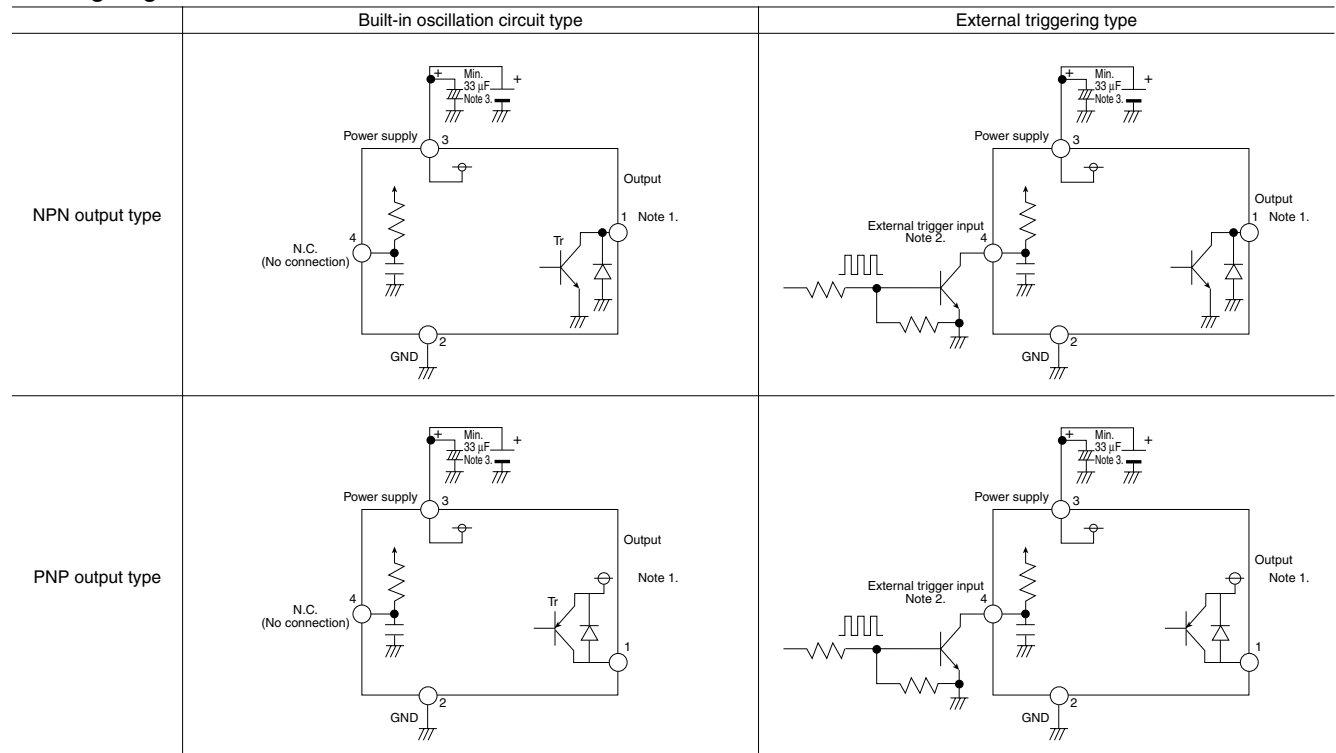 Built-in oscillation circuit type
External triggering type
NPN output type
+ Min. +
33 µF
Note 3.
Power supply
3
Output
1 Note 1.
Tr
4
N.C.
(No connection)
2
GND
+ Min. +
33 µF
Note 3.
Power supply
3
Output
1 Note 1.
External trigger input
Note 2.
4
2
GND
PNP output type
+ Min. +
33 µF
Note 3.
Power supply
3
Output
Note 1.
Tr
4
N.C.
(No connection)
1
2
GND
+ Min. +
33 µF
Note 3.
Power supply
3
Output
Note 1.
External trigger input
Note 2.
4
1
2
GND